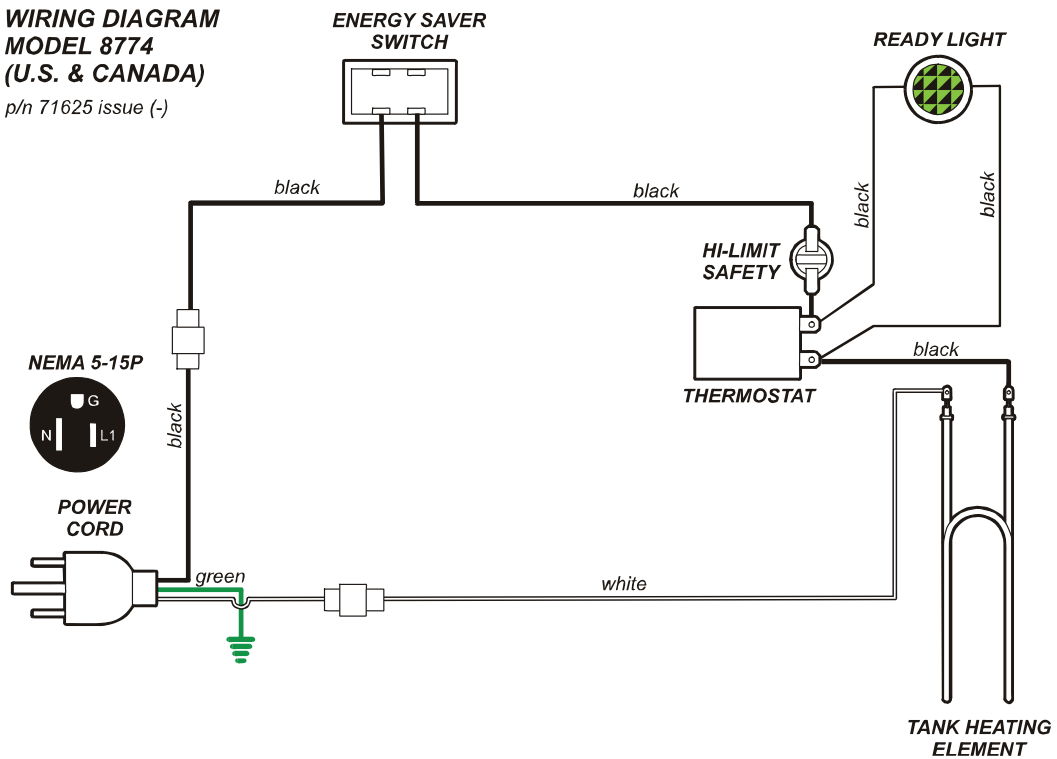 WIRING DIAGRAM
MODEL 8774
(U.S. & CANADA)
p/n 71625 issue (-)
ENERGY SAVER
SWITCH
READY LIGHT
black
black
black
black
HI-LIMIT
SAFETY
THERMOSTAT
black
NEMA 5-15P
G
N
L1
black
POWER
CORD
green
white
TANK HEATING
ELEMENT